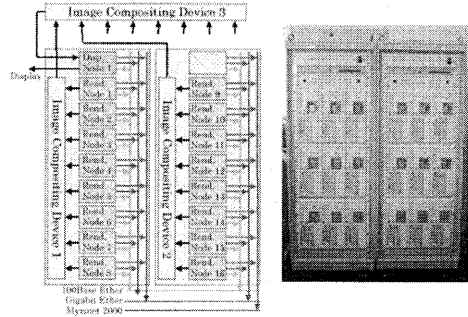 Image Compositing Device 3
Display
Disp.
Node 1
Rend.
Node 1
Rend.
Node 2
Rend.
Node 3
Rend.
Node 4
Rend.
Node 5
Rend.
Node 6
Rend.
Node 7
Rend.
Node 8
Image Compositing Device 1
Rend.
Node 9
Rend.
Node 10
Rend.
Node 11
Rend.
Node 12
Rend.
Node 13
Rend.
Node 14
Rend.
Node 15
Rend.
Node 16
Image Compositing Device 2
100Base Ether
Gigabit Ether
Myrinet 2000